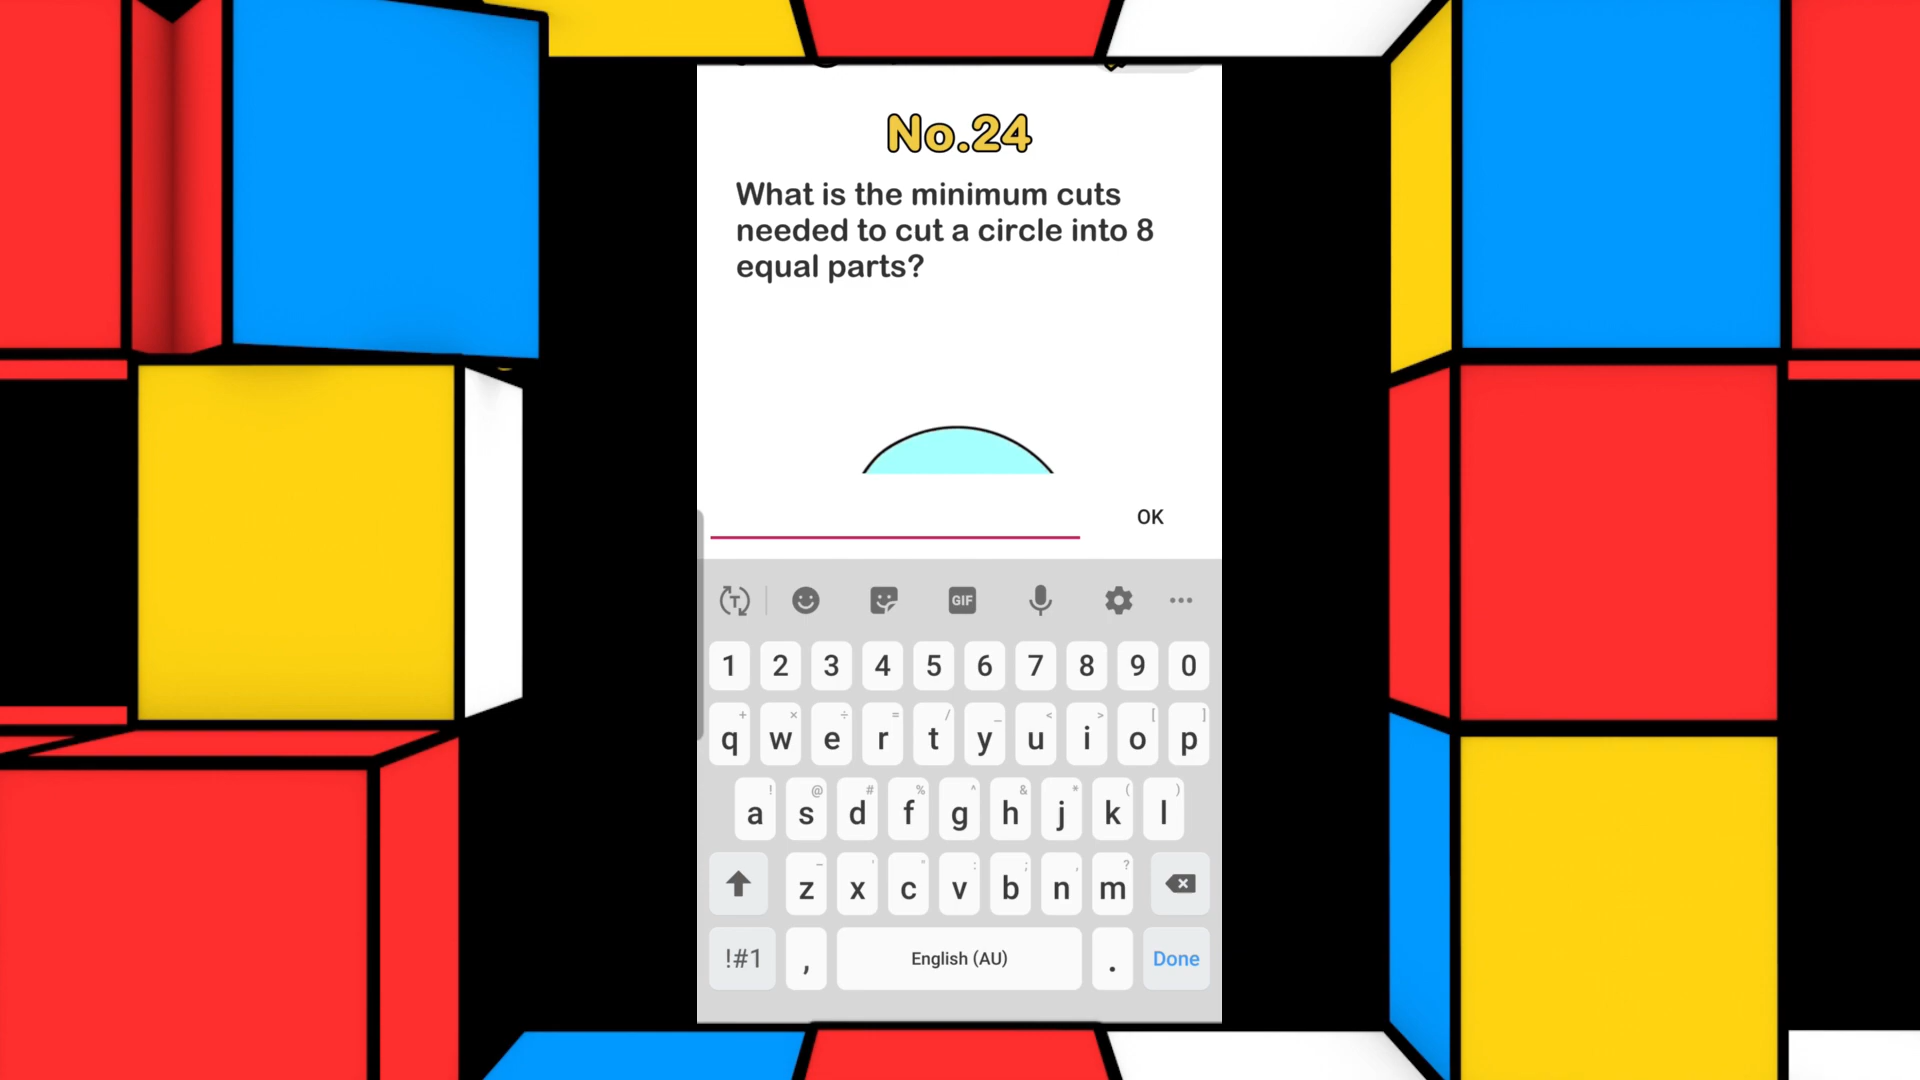 No.24
What is the minimum cuts
needed to cut a circle into 8
equal parts?
OK
T GIF
1 2 3 4 5 6 7 8 9 0
+ × ÷ = / _ < > [ ]
q w e r t y u i o p
! @ # % ^ & * ( )
a s d f g h j k l
- ' " : ; , ?
z x c v b n m
!#1 , English (AU) . Done